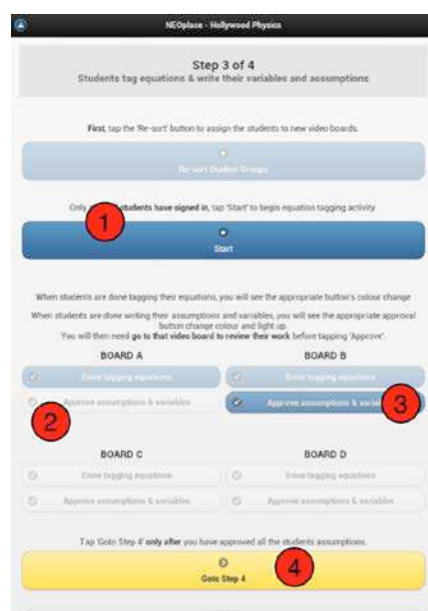 NEOplace - Hollywood Physics
Step 3 of 4
Students tag equations & write their variables and assumptions
First, tap the 'Re-sort' button to assign the students to new video boards.
Re-sort Student Groups
Only students have signed in, tap 'Start' to begin equation tagging activity
1
Start
When students are done tagging their equations, you will see the appropriate button's colour change
When students are done writing their assumptions and variables, you will see the appropriate approval
button change colour and light up.
You will then need go to that video board to review their work before tapping 'Approve'.
BOARD A BOARD B
Done tagging equations Done tagging equations
Approve assumptions & variables Approve assumptions &
2 3
BOARD C BOARD D
Done tagging equations Done tagging equations
Approve assumptions & variables Approve assumptions & variables
Tap 'Goto Step 4' only after you have approved all the students assumptions.
4
Goto Step 4